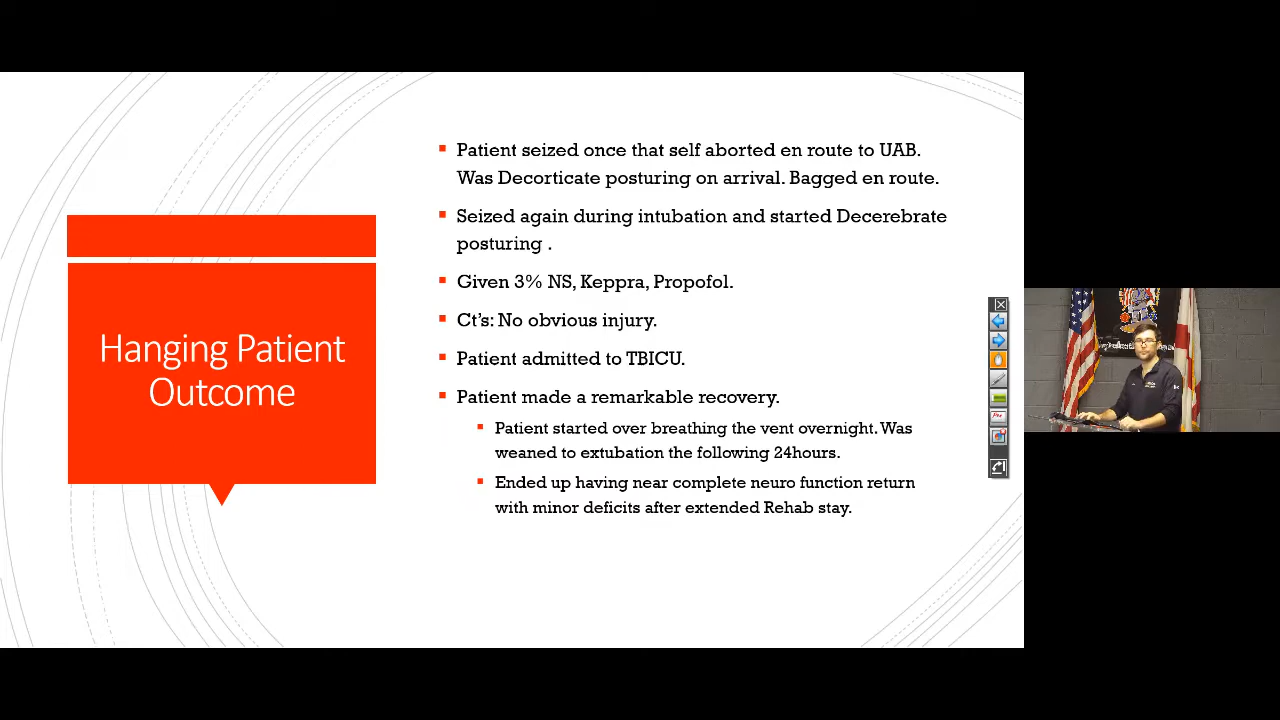 Hanging Patient
Outcome
Patient seized once that self aborted en route to UAB.
Was Decorticate posturing on arrival. Bagged en route.
Seized again during intubation and started Decerebrate
posturing .
Given 3% NS, Keppra, Propofol.
Ct's: No obvious injury.
Patient admitted to TBICU.
Patient made a remarkable recovery.
Patient started over breathing the vent overnight. Was
weaned to extubation the following 24hours.
Ended up having near complete neuro function return
with minor deficits after extended Rehab stay.